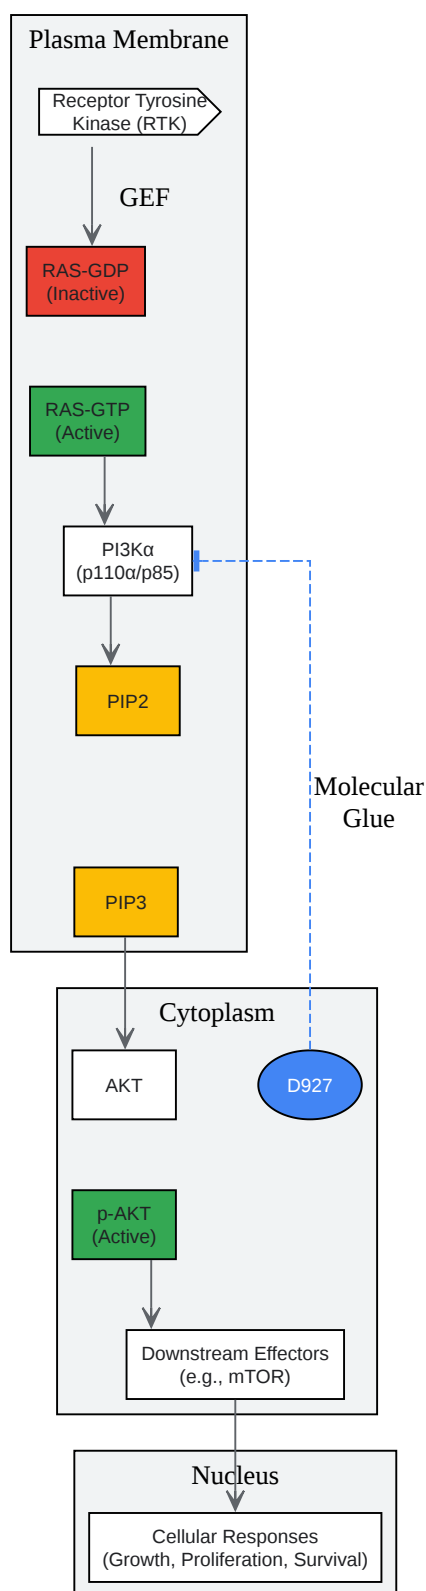 Plasma Membrane
Receptor Tyrosine
Kinase (RTK)
GEF
RAS-GDP
(Inactive)
RAS-GTP
(Active)
PI3Kα
(p110α/p85)
PIP2
Molecular
Glue
PIP3
Cytoplasm
AKT
D927
p-AKT
(Active)
Downstream Effectors
(e.g., mTOR)
Nucleus
Cellular Responses
(Growth, Proliferation, Survival)